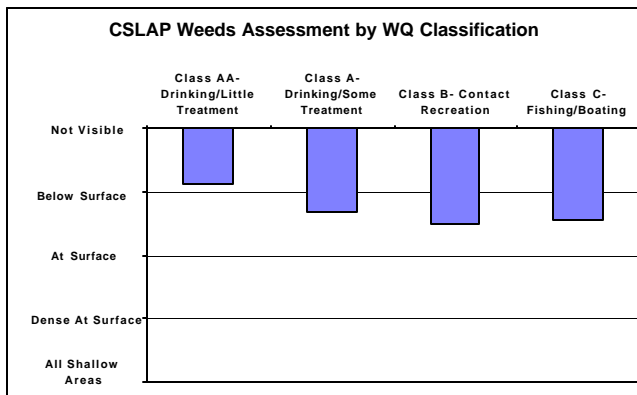 CSLAP Weeds Assessment by WQ Classification
Class AA-
Drinking/Little
Treatment
Class A-
Drinking/Some
Treatment
Class B- Contact
Recreation
Class C-
Fishing/Boating
Not Visible
Below Surface
At Surface
Dense At Surface
All Shallow
Areas